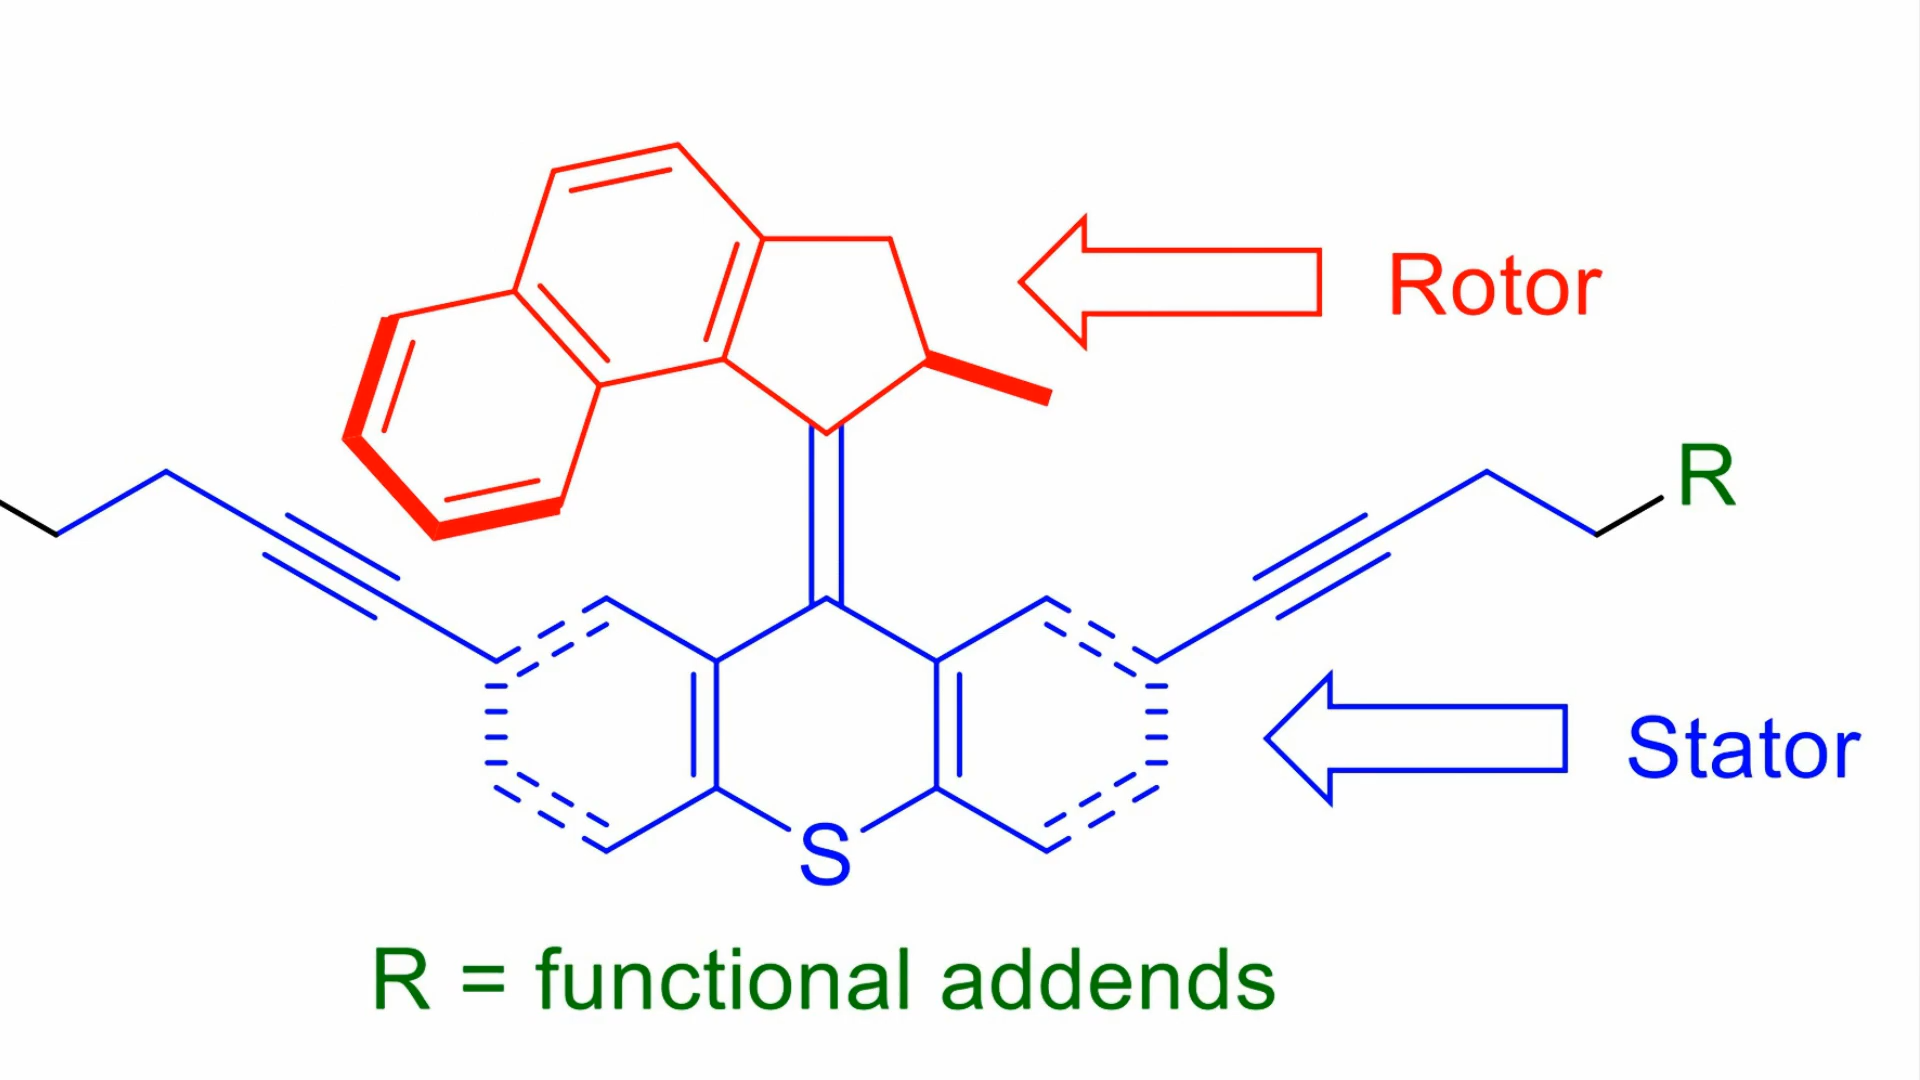 Rotor
R
Stator
S
R = functional addends